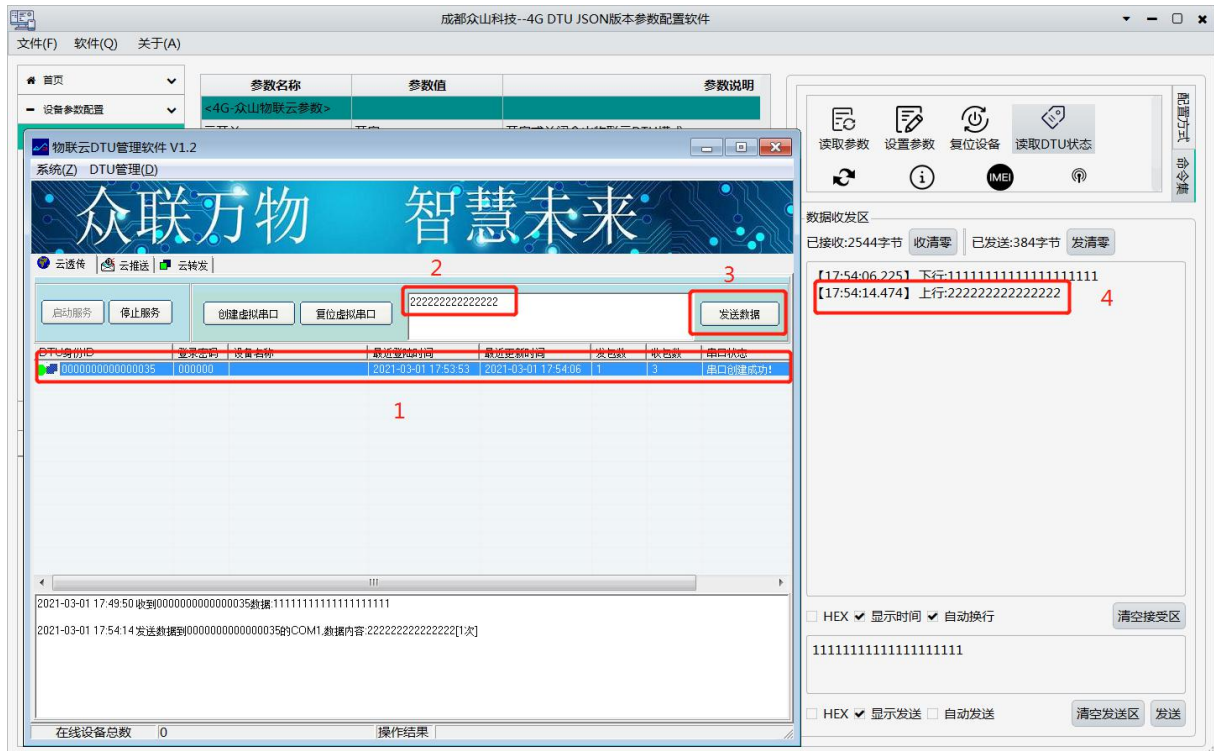 成都众山科技--4G DTU JSON版本参数配置软件
文件(F) 软件(Q) 关于(A)
首页
设备参数配置
参数名称 参数值 参数说明
<4G-众山物联云参数>
物联云DTU管理软件 V1.2
系统(Z) DTU管理(D)
众联万物 智慧未来
云透传 云推送 云转发
2
3
启动服务 停止服务 创建虚拟串口 复位虚拟串口 222222222222222 发送数据
DTU身份ID 登录密码 设备名称 最近登陆时间 最近更新时间 发包数 收包数 串口状态
0000000000000035 000000 2021-03-01 17:53:53 2021-03-01 17:54:06 1 3 串口创建成功!
1
2021-03-01 17:49:50 收到0000000000000035数据:11111111111111111111
2021-03-01 17:54:14 发送数据到0000000000000035的COM1.数据内容:222222222222222[1次]
在线设备总数 0 操作结果
读取参数 设置参数 复位设备 读取DTU状态
IMEI
配置方式
命令集
数据收发区
已接收:2544字节 收清零 已发送:384字节 发清零
【17:54:06.225】下行:11111111111111111111
【17:54:14.474】上行:222222222222222
4
HEX 显示时间 自动换行 清空接受区
11111111111111111111
HEX 显示发送 自动发送 清空发送区 发送